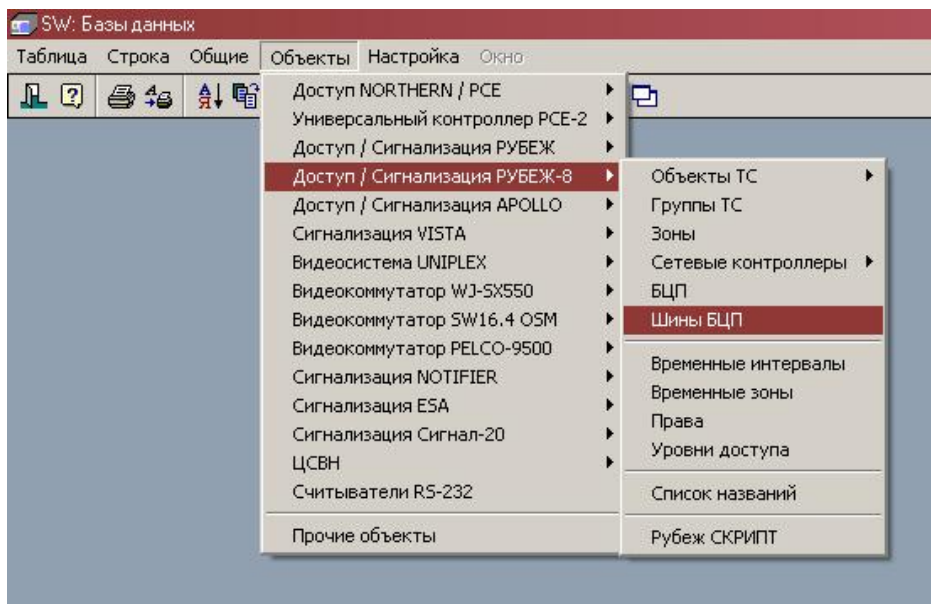 SW: Базы данных
Таблица Строка Общие Объекты Настройка Окно
Доступ NORTHERN / PCE
Универсальный контроллер PCE-2
Доступ / Сигнализация РУБЕЖ
Доступ / Сигнализация РУБЕЖ-8
Доступ / Сигнализация APOLLO
Сигнализация VISTA
Видеосистема UNIPLEX
Видеокоммутатор WJ-SX550
Видеокоммутатор SW16.4 OSM
Видеокоммутатор PELCO-9500
Сигнализация NOTIFIER
Сигнализация ESA
Сигнализация Сигнал-20
ЦСВН
Считыватели RS-232
Прочие объекты
Объекты ТС
Группы ТС
Зоны
Сетевые контроллеры
БЦП
Шины БЦП
Временные интервалы
Временные зоны
Права
Уровни доступа
Список названий
Рубеж СКРИПТ